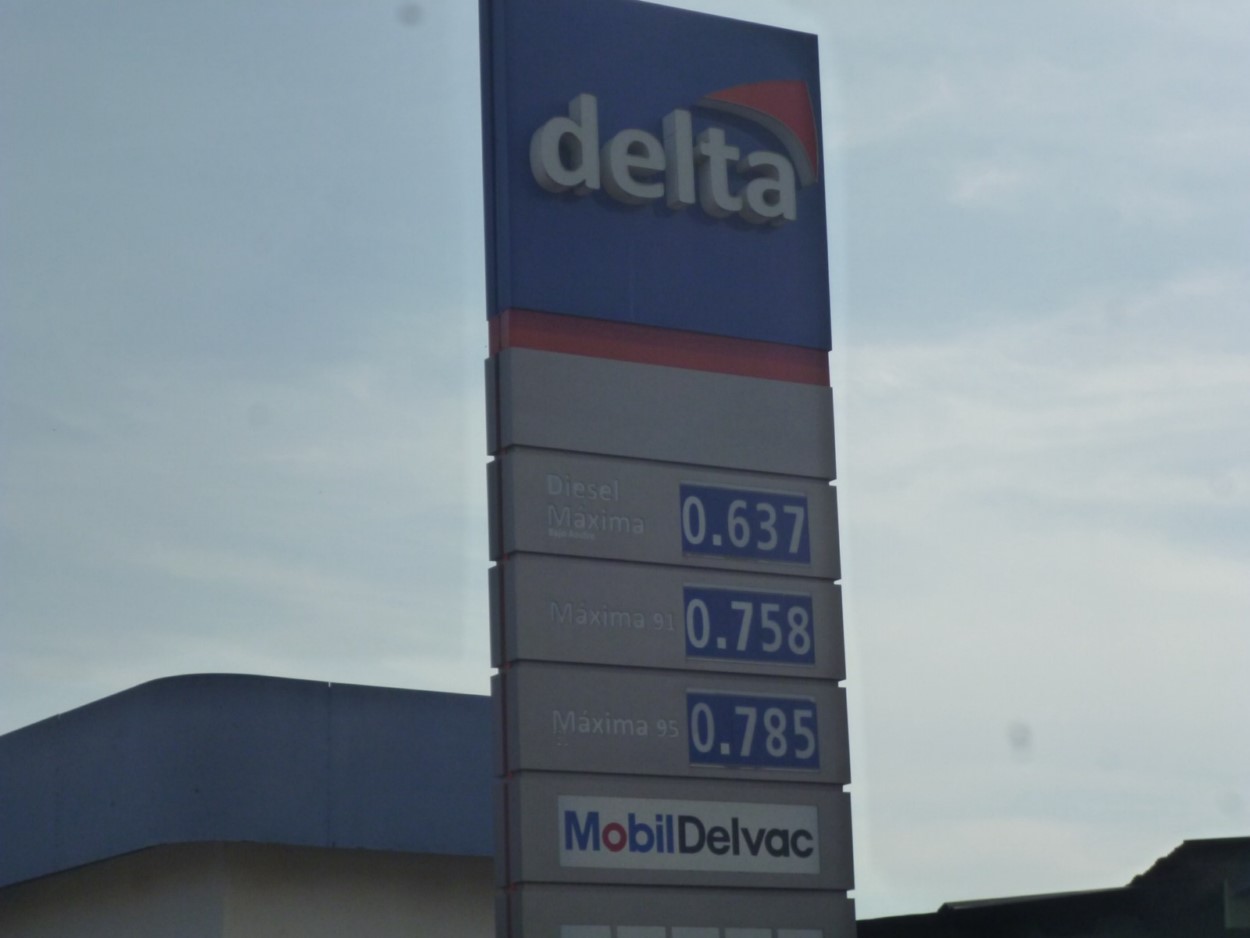 delta
Diesel
Máxima
0.637
Máxima 91
0.758
Máxima 95
0.785
MobilDelvac